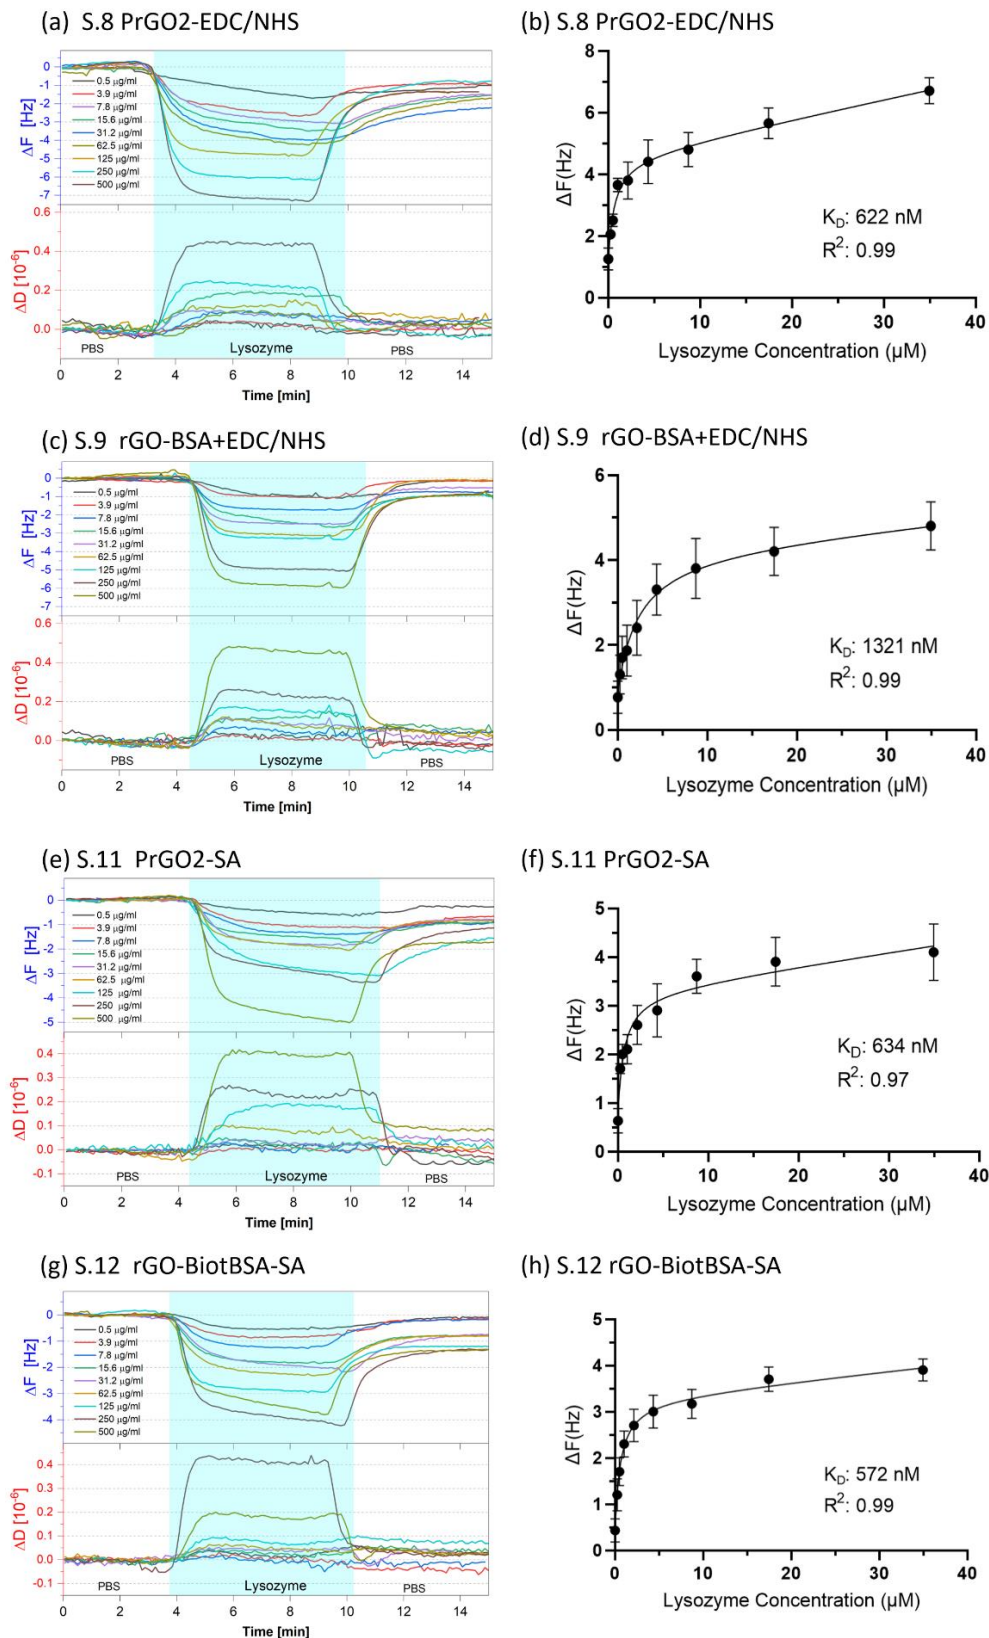 (a) S.8 PrGO2-EDC/NHS
0
-1
-2
-3
-4
-5
-6
-7
ΔF [Hz]
0.5 µg/ml
3.9 µg/ml
7.8 µg/ml
15.6 µg/ml
31.2 µg/ml
62.5 µg/ml
125 µg/ml
250 µg/ml
500 µg/ml
0.6
0.4
0.2
0.0
ΔD [10⁻⁶]
PBS
Lysozyme
PBS
0 2 4 6 8 10 12 14
Time [min]
(b) S.8 PrGO2-EDC/NHS
8
6
4
2
0
ΔF(Hz)
K_D: 622 nM
R²: 0.99
0 10 20 30 40
Lysozyme Concentration (µM)
(c) S.9 rGO-BSA+EDC/NHS
0
-1
-2
-3
-4
-5
-6
-7
ΔF [Hz]
0.5 µg/ml
3.9 µg/ml
7.8 µg/ml
15.6 µg/ml
31.2 µg/ml
62.5 µg/ml
125 µg/ml
250 µg/ml
500 µg/ml
0.6
0.4
0.2
0.0
ΔD [10⁻⁶]
PBS
Lysozyme
PBS
0 2 4 6 8 10 12 14
Time [min]
(d) S.9 rGO-BSA+EDC/NHS
6
4
2
0
ΔF(Hz)
K_D: 1321 nM
R²: 0.99
0 10 20 30 40
Lysozyme Concentration (µM)
(e) S.11 PrGO2-SA
0
-1
-2
-3
-4
-5
ΔF [Hz]
0.5 µg/ml
3.9 µg/ml
7.8 µg/ml
15.6 µg/ml
31.2 µg/ml
62.5 µg/ml
125 µg/ml
250 µg/ml
500 µg/ml
0.4
0.3
0.2
0.1
0.0
-0.1
ΔD [10⁻⁶]
PBS
Lysozyme
PBS
0 2 4 6 8 10 12 14
Time [min]
(f) S.11 PrGO2-SA
5
4
3
2
1
0
ΔF(Hz)
K_D: 634 nM
R²: 0.97
0 10 20 30 40
Lysozyme Concentration (µM)
(g) S.12 rGO-BiotBSA-SA
0
-1
-2
-3
-4
ΔF [Hz]
0.5 µg/ml
3.9 µg/ml
7.8 µg/ml
15.6 µg/ml
31.2 µg/ml
62.5 µg/ml
125 µg/ml
250 µg/ml
500 µg/ml
0.4
0.3
0.2
0.1
0.0
-0.1
ΔD [10⁻⁶]
PBS
Lysozyme
PBS
0 2 4 6 8 10 12 14
Time [min]
(h) S.12 rGO-BiotBSA-SA
5
4
3
2
1
0
ΔF(Hz)
K_D: 572 nM
R²: 0.99
0 10 20 30 40
Lysozyme Concentration (µM)